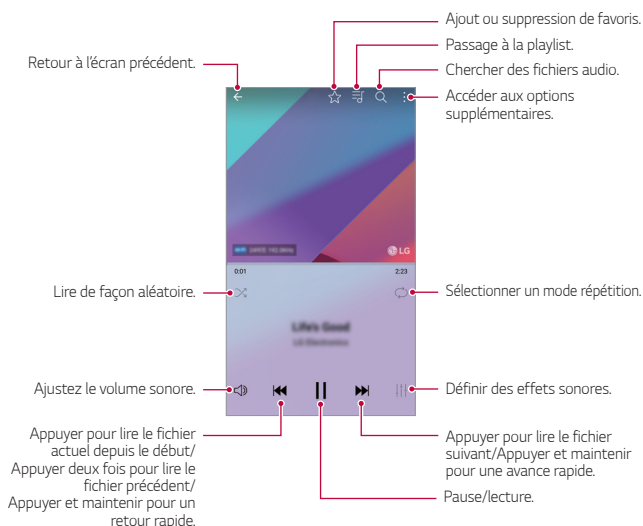 Ajout ou suppression de favoris.
Passage à la playlist.
Retour à l'écran précédent.
Chercher des fichiers audio.
Accéder aux options
supplémentaires.
LG
0:01
2:23
Lire de façon aléatoire.
Sélectionner un mode répétition.
Life's Good
LG Electronics
Ajustez le volume sonore.
Définir des effets sonores.
Appuyer pour lire le fichier
actuel depuis le début/
Appuyer deux fois pour lire le
fichier précédent/
Appuyer et maintenir pour un
retour rapide.
Appuyer pour lire le fichier
suivant/Appuyer et maintenir
pour une avance rapide.
Pause/lecture.